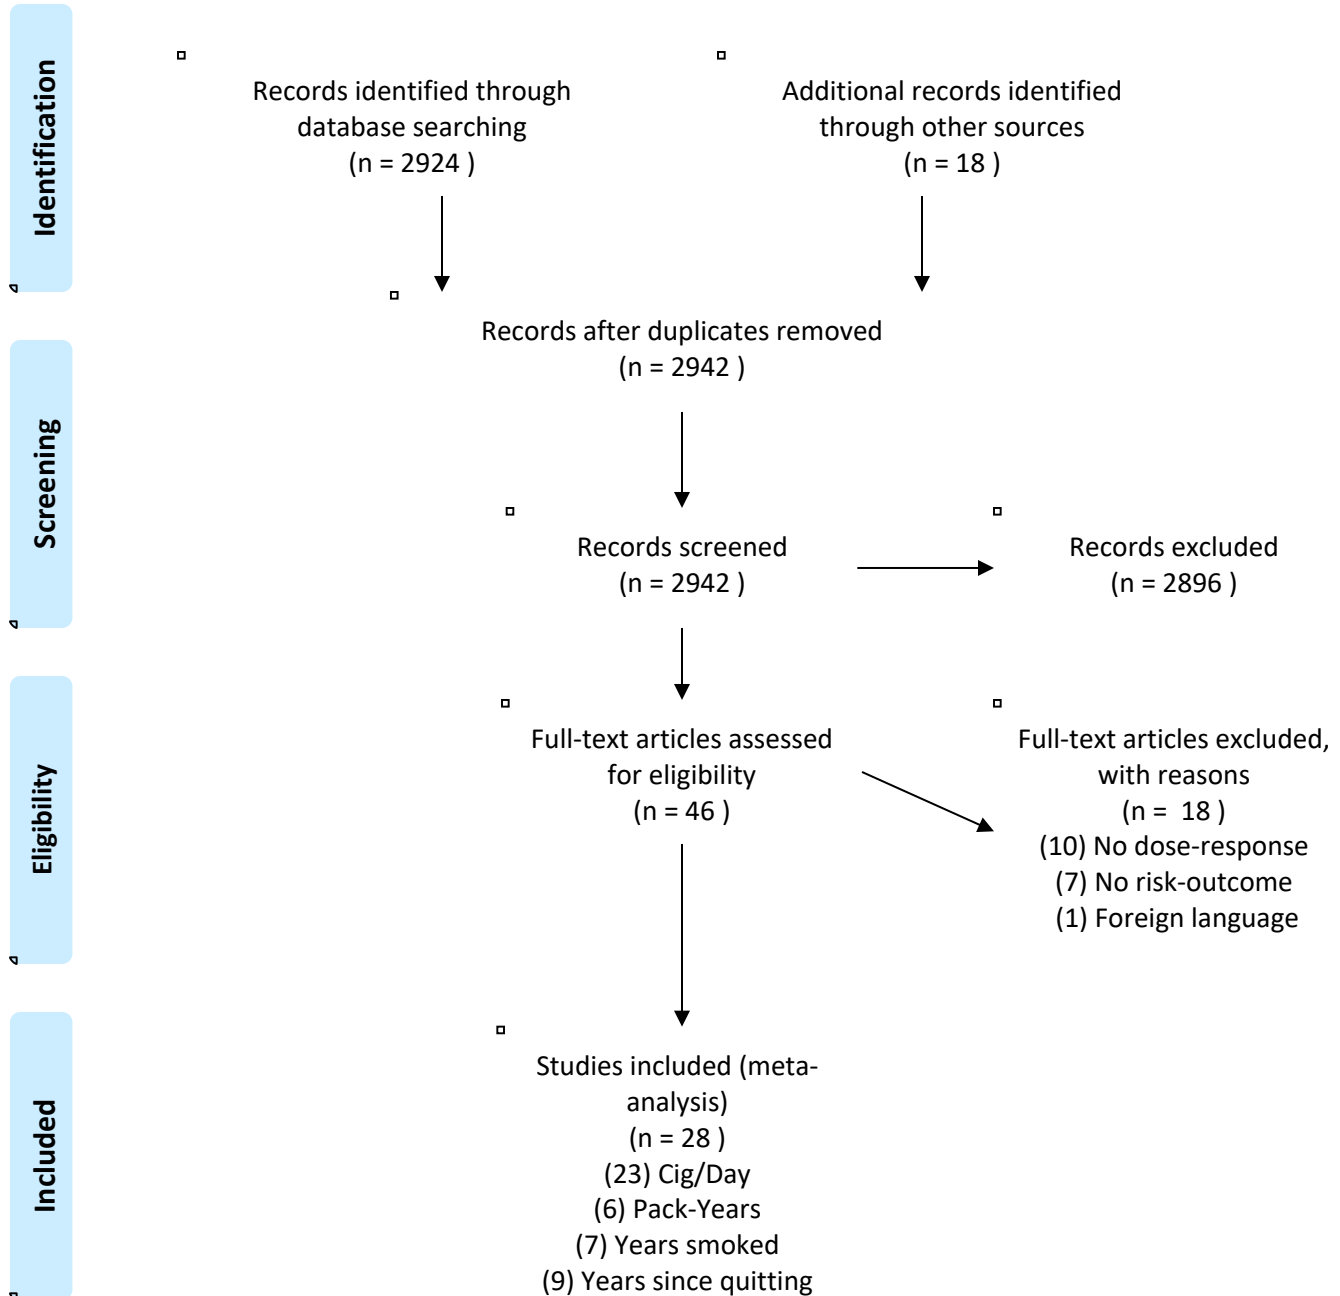 Identification
Records identified through
database searching
(n = 2924 )
Additional records identified
through other sources
(n = 18 )
Screening
Records after duplicates removed
(n = 2942 )
Records screened
(n = 2942 )
Records excluded
(n = 2896 )
Eligibility
Full-text articles assessed
for eligibility
(n = 46 )
Full-text articles excluded,
with reasons
(n =  18 )
(10) No dose-response
(7) No risk-outcome
(1) Foreign language
Included
Studies included (meta-
analysis)
(n = 28 )
(23) Cig/Day
(6) Pack-Years
(7) Years smoked
(9) Years since quitting